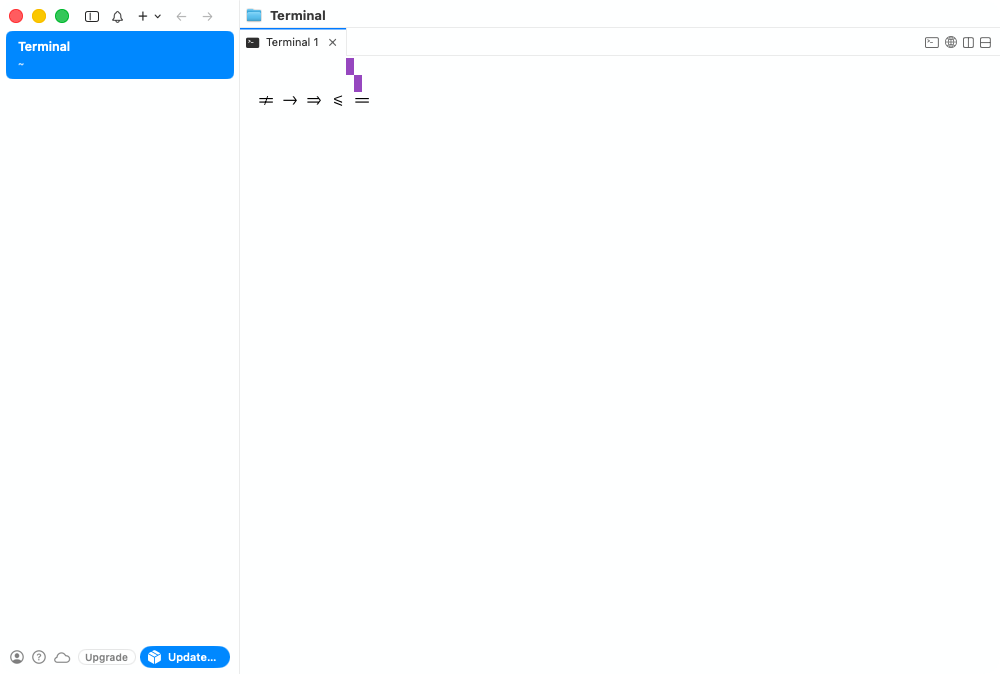 Terminal
Terminal
~
Terminal 1
≠ → ⇒ ⩽ ==
Upgrade
Update...